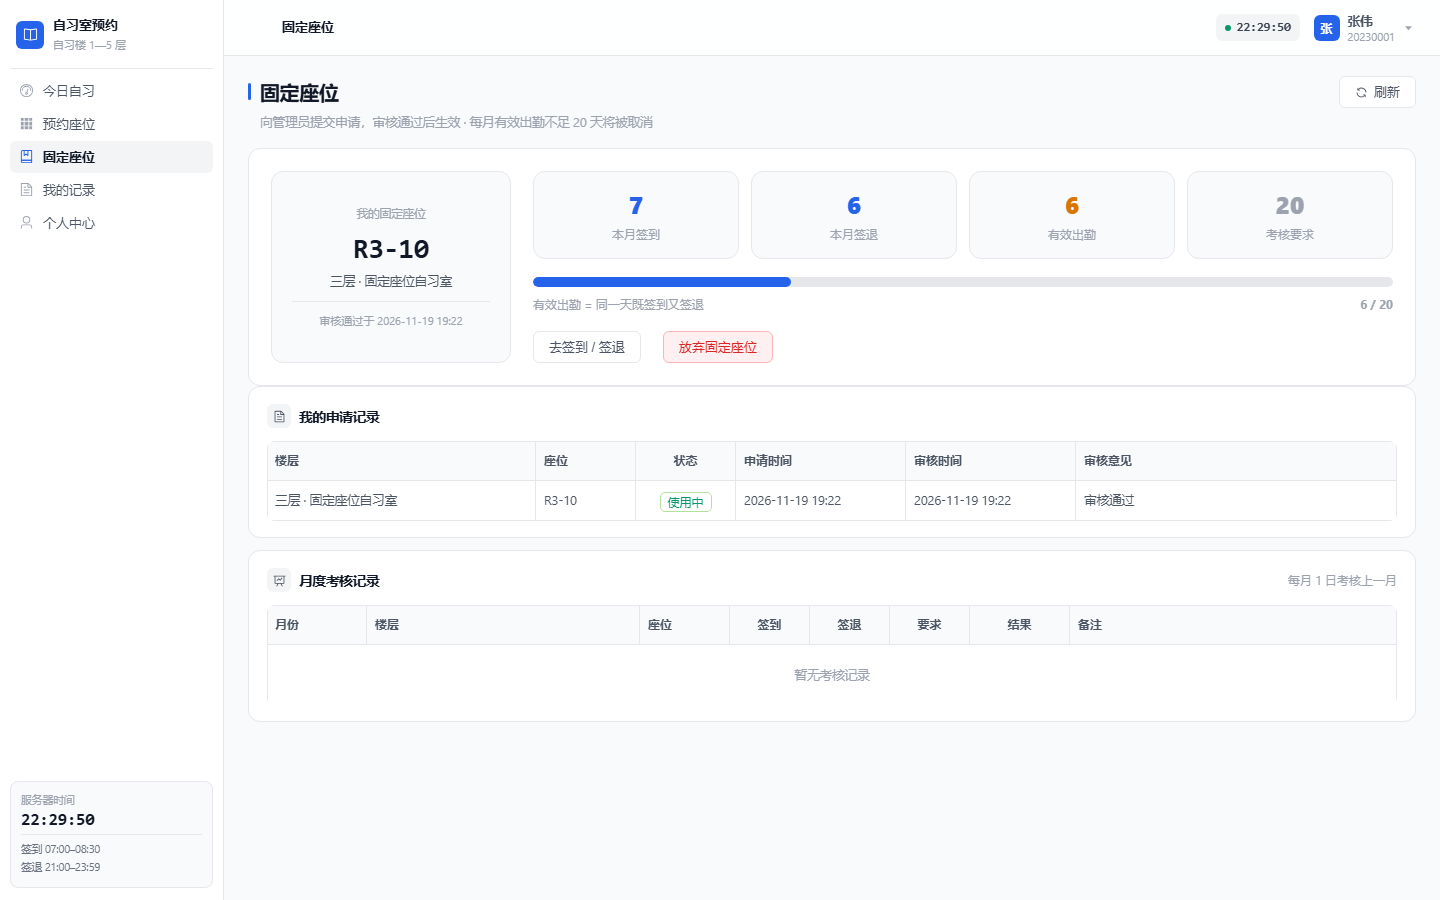 自习室预约
自习楼 1—5 层
今日自习
预约座位
固定座位
我的记录
个人中心
服务器时间
22:29:50
签到 07:00–08:30
签退 21:00–23:59
固定座位
22:29:50
张
张伟
20230001
固定座位
向管理员提交申请，审核通过后生效 · 每月有效出勤不足 20 天将被取消
刷新
我的固定座位
R3-10
三层 · 固定座位自习室
审核通过于 2026-11-19 19:22
7
本月签到
6
本月签退
6
有效出勤
20
考核要求
有效出勤 = 同一天既签到又签退
6 / 20
去签到 / 签退
放弃固定座位
我的申请记录
楼层 座位 状态 申请时间 审核时间 审核意见
三层 · 固定座位自习室 R3-10 使用中 2026-11-19 19:22 2026-11-19 19:22 审核通过
月度考核记录
每月 1 日考核上一月
月份 楼层 座位 签到 签退 要求 结果 备注
暂无考核记录